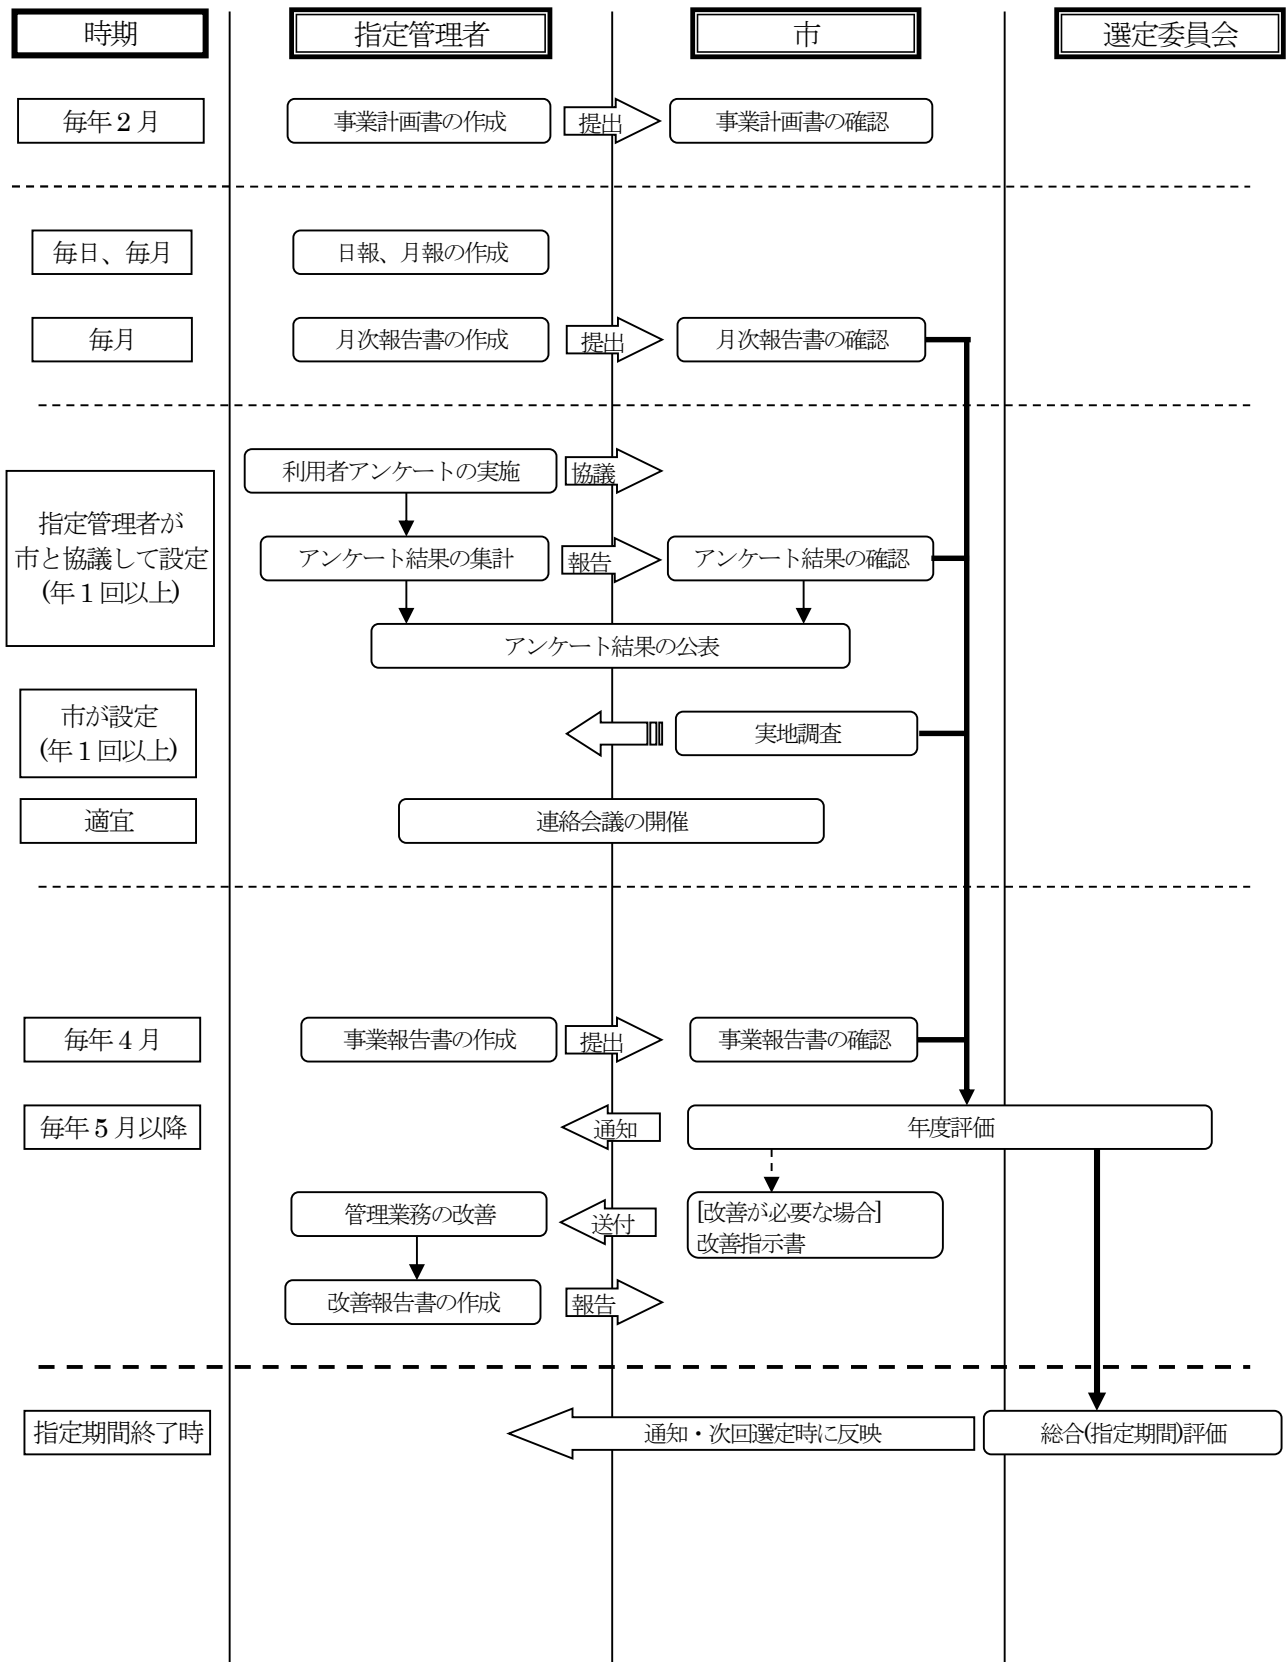 時期
指定管理者
市
選定委員会
毎年2月
事業計画書の作成
提出
事業計画書の確認
毎日、毎月
日報、月報の作成
毎月
月次報告書の作成
提出
月次報告書の確認
指定管理者が
市と協議して設定
(年1回以上)
利用者アンケートの実施
協議
アンケート結果の集計
報告
アンケート結果の確認
アンケート結果の公表
市が設定
(年1回以上)
実地調査
適宜
連絡会議の開催
毎年4月
事業報告書の作成
提出
事業報告書の確認
毎年5月以降
通知
年度評価
管理業務の改善
送付
[改善が必要な場合]
改善指示書
改善報告書の作成
報告
指定期間終了時
通知・次回選定時に反映
総合(指定期間)評価